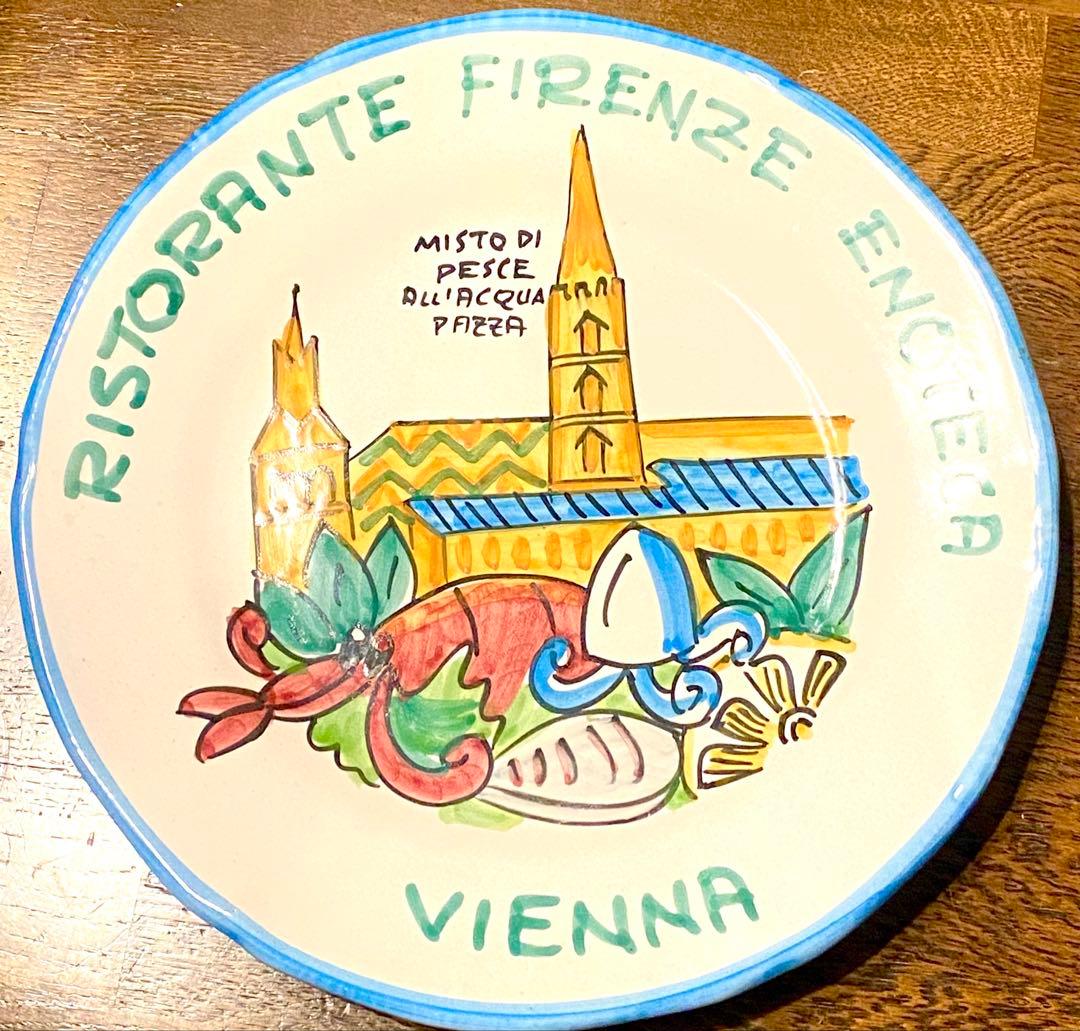 RISTORANTE FIRENZE ENOTECA
MISTO DI
PESCE
ALL'ACQUA
PAZZA
VIENNA